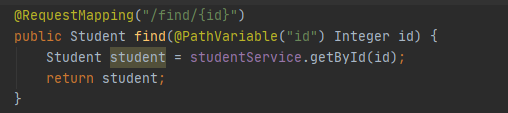 @RequestMapping("/find/{id}")
public Student find(@PathVariable("id") Integer id) {
    Student student = studentService.getById(id);
    return student;
}